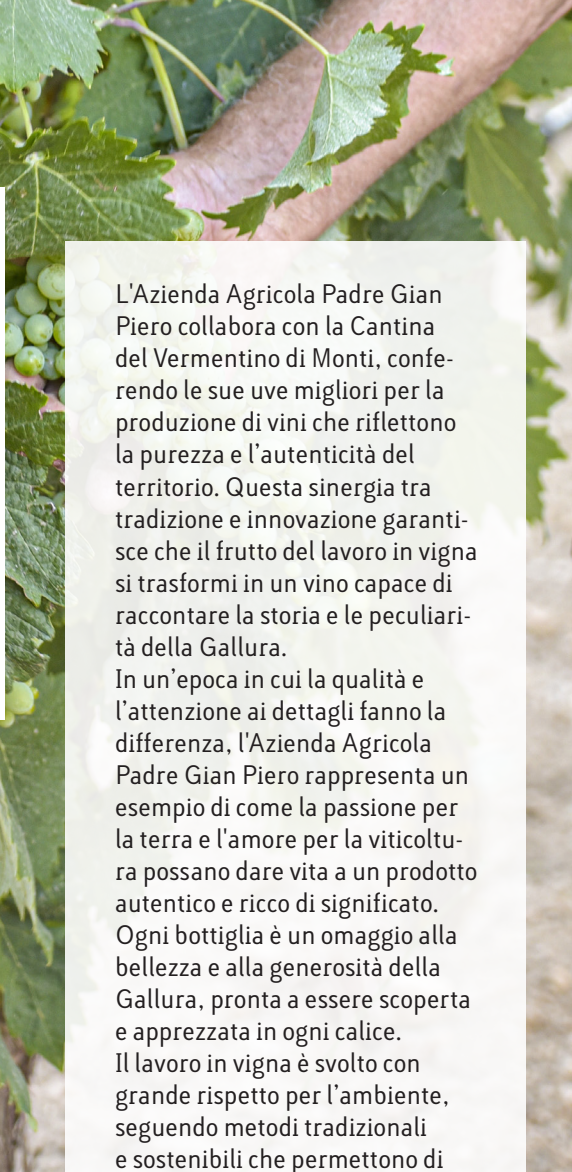 L'Azienda Agricola Padre Gian
Piero collabora con la Cantina
del Vermentino di Monti, confe-
rendo le sue uve migliori per la
produzione di vini che riflettono
la purezza e l’autenticità del
territorio. Questa sinergia tra
tradizione e innovazione garanti-
sce che il frutto del lavoro in vigna
si trasformi in un vino capace di
raccontare la storia e le peculiari-
tà della Gallura.
In un’epoca in cui la qualità e
l’attenzione ai dettagli fanno la
differenza, l'Azienda Agricola
Padre Gian Piero rappresenta un
esempio di come la passione per
la terra e l'amore per la viticoltu-
ra possano dare vita a un prodotto
autentico e ricco di significato.
Ogni bottiglia è un omaggio alla
bellezza e alla generosità della
Gallura, pronta a essere scoperta
e apprezzata in ogni calice.
Il lavoro in vigna è svolto con
grande rispetto per l’ambiente,
seguendo metodi tradizionali
e sostenibili che permettono di